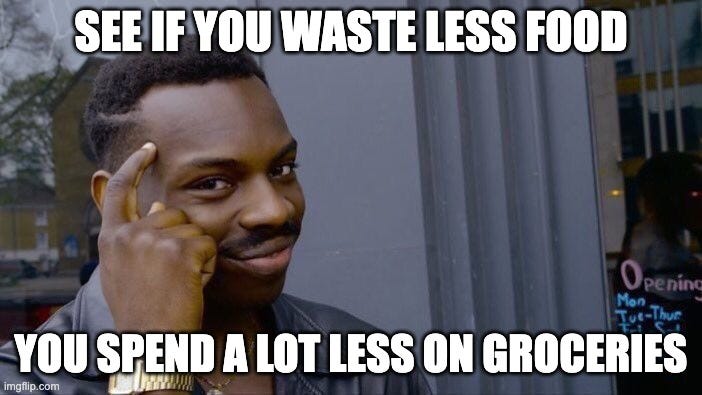 SEE IF YOU WASTE LESS FOOD
Opening
Mon
Tue-Thur
YOU SPEND A LOT LESS ON GROCERIES
imgflip.com